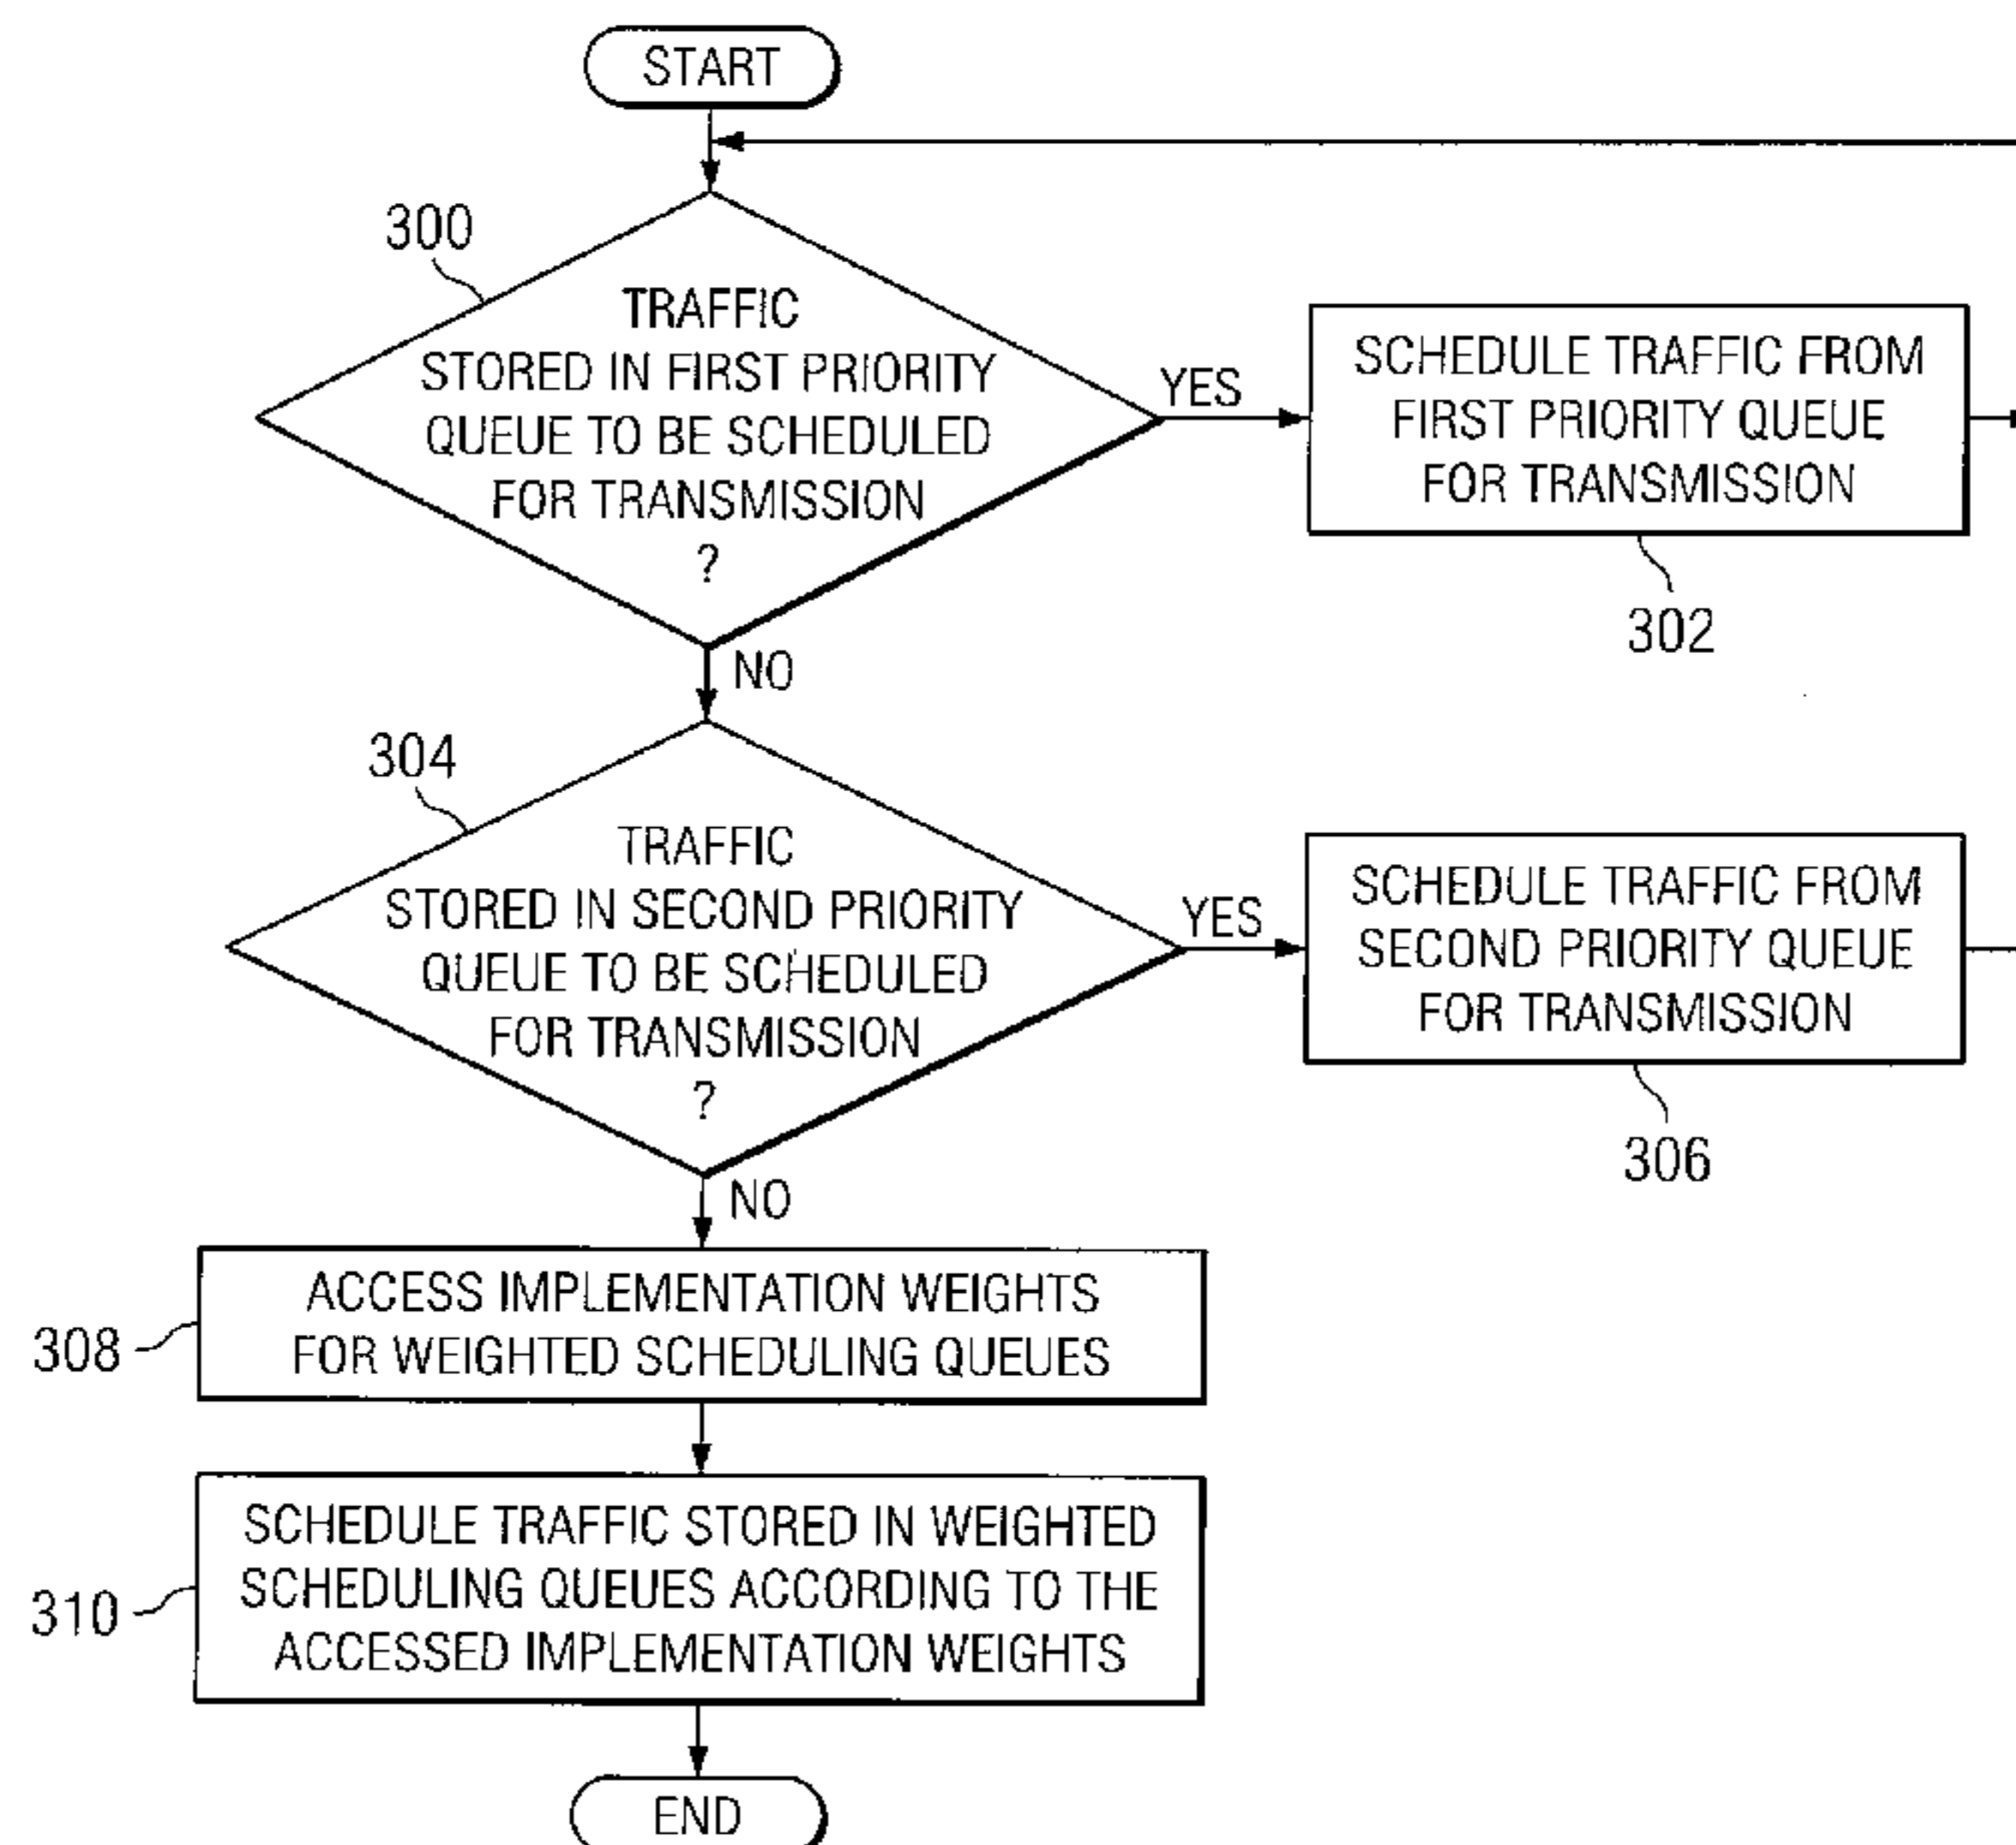 START
300
TRAFFIC
STORED IN FIRST PRIORITY
QUEUE TO BE SCHEDULED
FOR TRANSMISSION
?
YES
SCHEDULE TRAFFIC FROM
FIRST PRIORITY QUEUE
FOR TRANSMISSION
302
NO
304
TRAFFIC
STORED IN SECOND PRIORITY
QUEUE TO BE SCHEDULED
FOR TRANSMISSION
?
YES
SCHEDULE TRAFFIC FROM
SECOND PRIORITY QUEUE
FOR TRANSMISSION
306
NO
308
ACCESS IMPLEMENTATION WEIGHTS
FOR WEIGHTED SCHEDULING QUEUES
310
SCHEDULE TRAFFIC STORED IN WEIGHTED
SCHEDULING QUEUES ACCORDING TO THE
ACCESSED IMPLEMENTATION WEIGHTS
END